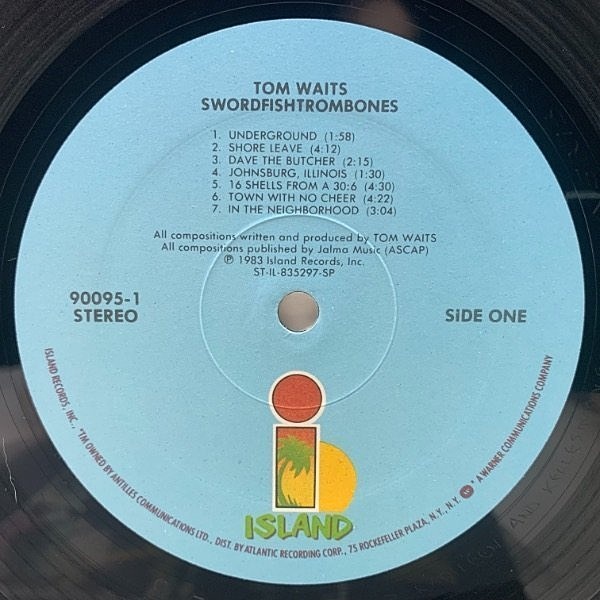 TOM WAITS
SWORDFISHTROMBONES
1. UNDERGROUND (1:58)
2. SHORE LEAVE (4:12)
3. DAVE THE BUTCHER (2:15)
4. JOHNSBURG, ILLINOIS (1:30)
5. 16 SHELLS FROM A 30:6 (4:30)
6. TOWN WITH NO CHEER (4:22)
7. IN THE NEIGHBORHOOD (3:04)
All compositions written and produced by TOM WAITS
All compositions published by Jalma Music (ASCAP)
℗ 1983 Island Records, Inc.
ST-IL-835297-SP
90095-1
STEREO
SiDE ONE
ISLAND
ISLAND RECORDS, INC., *TM OWNED BY ANTILLES COMMUNICATIONS LTD., DIST. BY ATLANTIC RECORDING CORP., 75 ROCKEFELLER PLAZA, N.Y., N.Y. A WARNER COMMUNICATIONS COMPANY